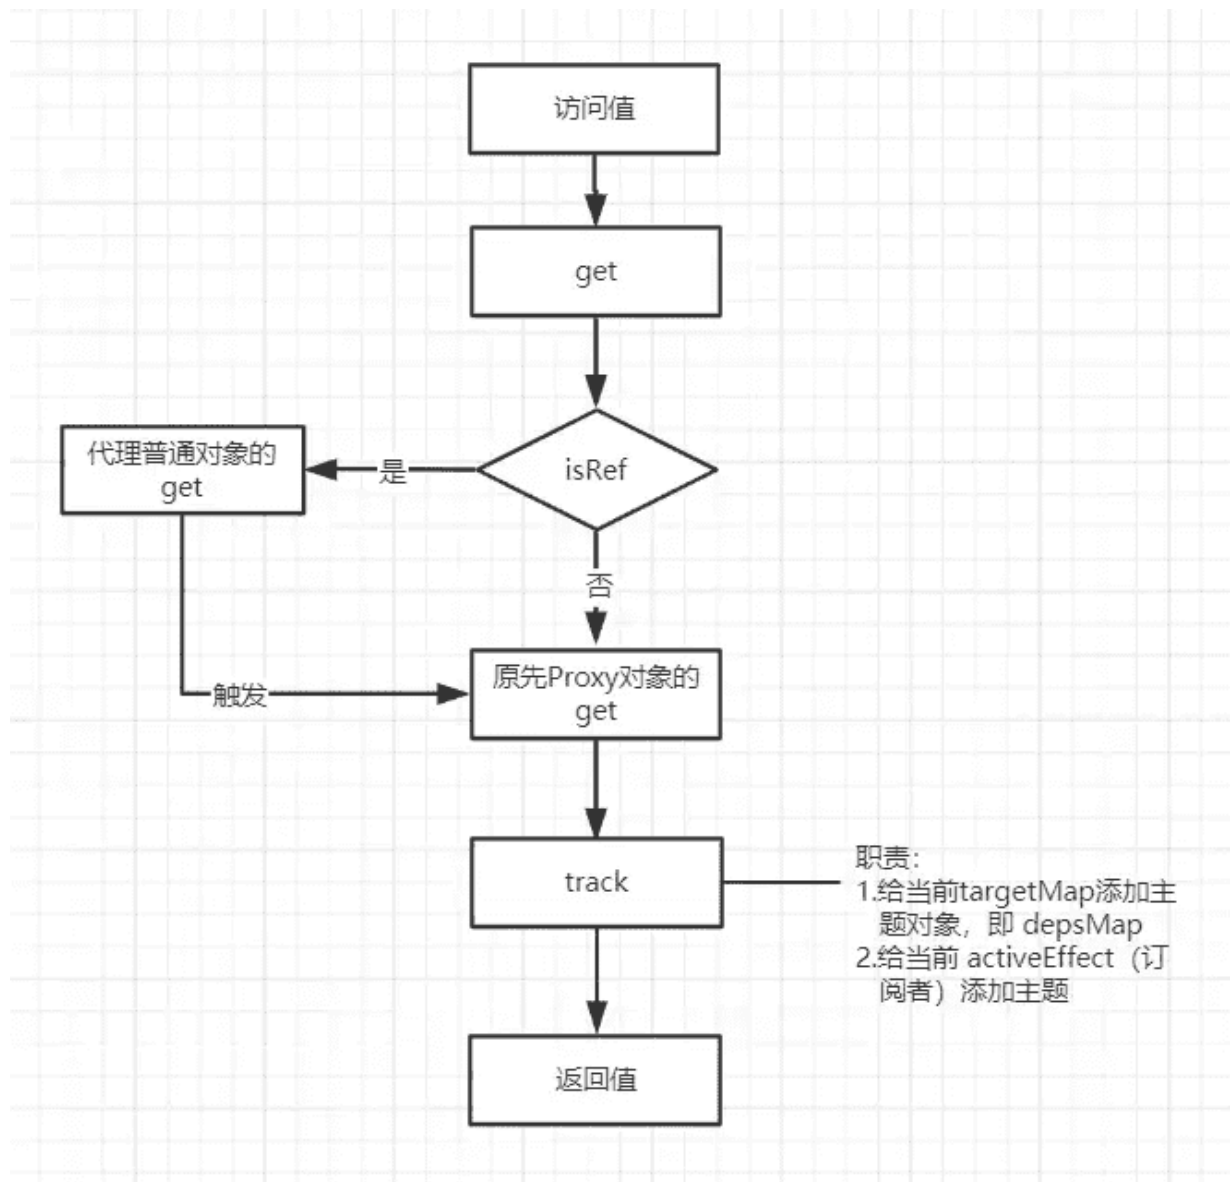 访问值
get
isRef
是
代理普通对象的
get
否
触发
原先Proxy对象的
get
track
职责：
1.给当前targetMap添加主
题对象，即 depsMap
2.给当前 activeEffect（订
阅者）添加主题
返回值